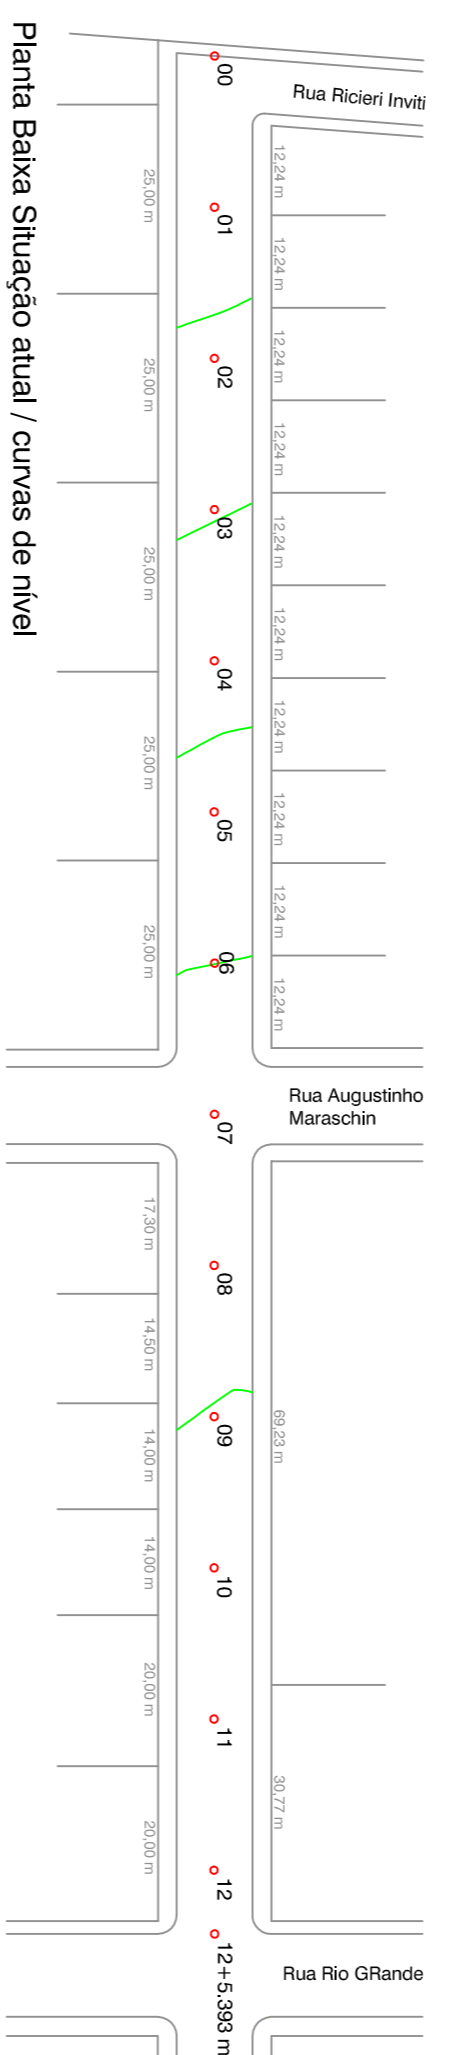 Planta Baixa Situação atual / curvas de nível
00
Rua Ricieri Inviti
12,24 m
25,00 m
01
12,24 m
12,24 m
02
25,00 m
12,24 m
03
12,24 m
25,00 m
12,24 m
04
12,24 m
25,00 m
05
12,24 m
12,24 m
25,00 m
06
12,24 m
Rua Augustinho
Maraschin
07
17,30 m
08
14,50 m
09
69,23 m
14,00 m
14,00 m
10
20,00 m
11
30,77 m
20,00 m
12
12+5.393 m
Rua Rio GRande